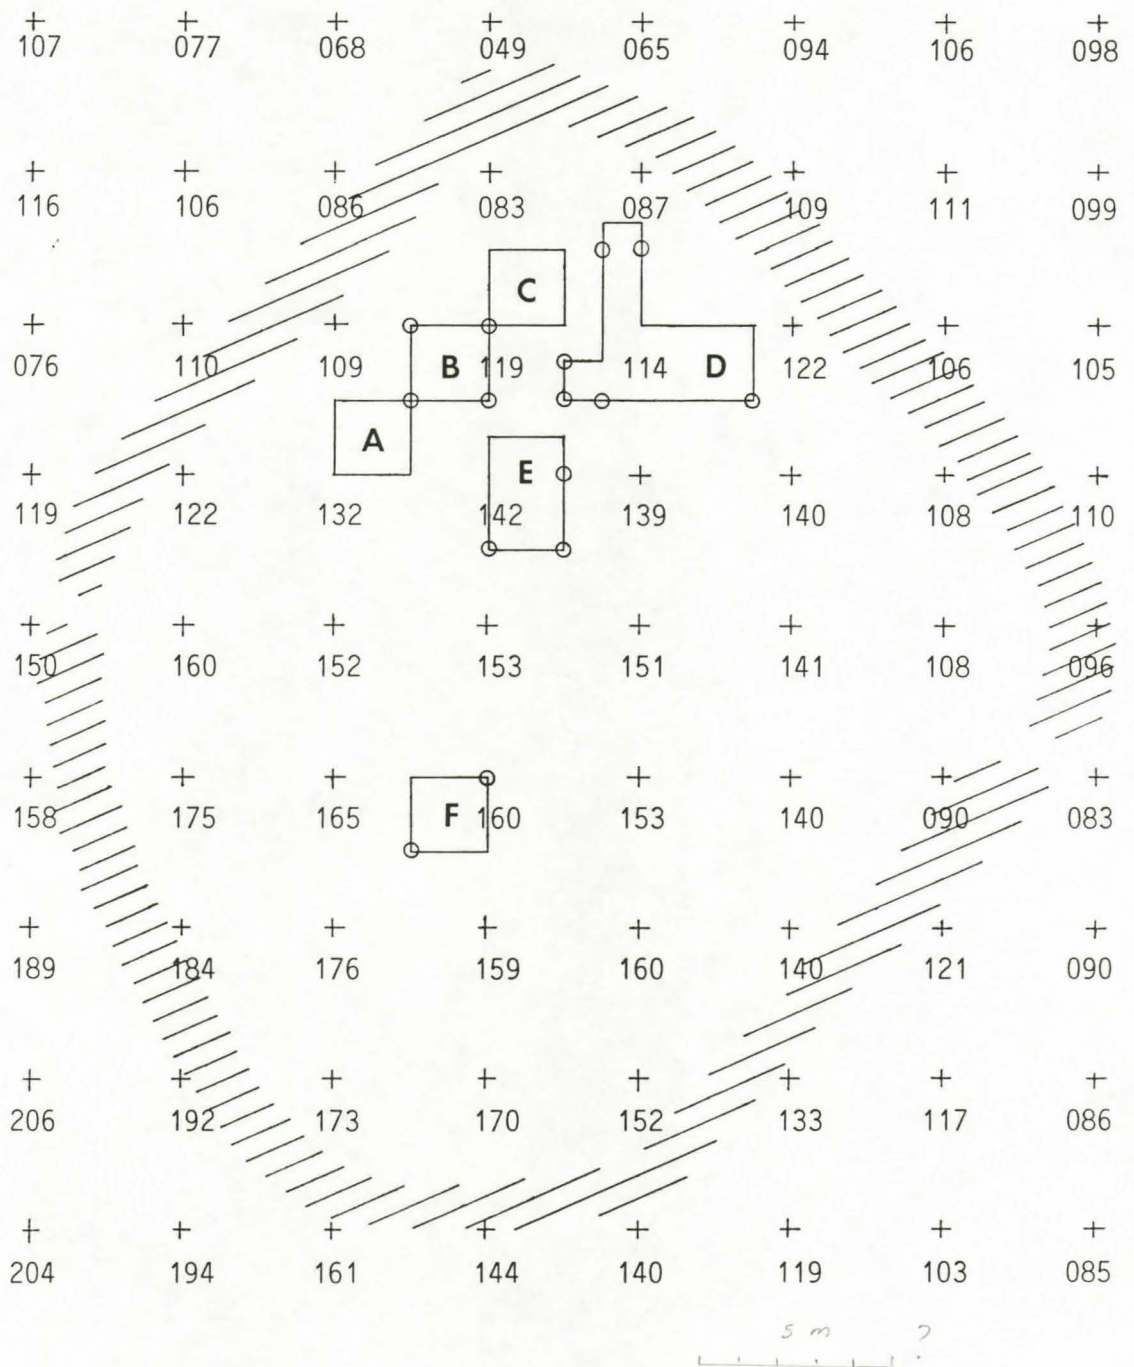 107 077 068 049 065 094 106 098
116 106 086 083 087 109 111 099
C
076 110 109 B 119 114 D 122 106 105
A
E
119 122 132 142 139 140 108 110
150 160 152 153 151 141 108 096
158 175 165 F 160 153 140 090 083
189 184 176 159 160 140 121 090
206 192 173 170 152 133 117 086
204 194 161 144 140 119 103 085
5 m ?